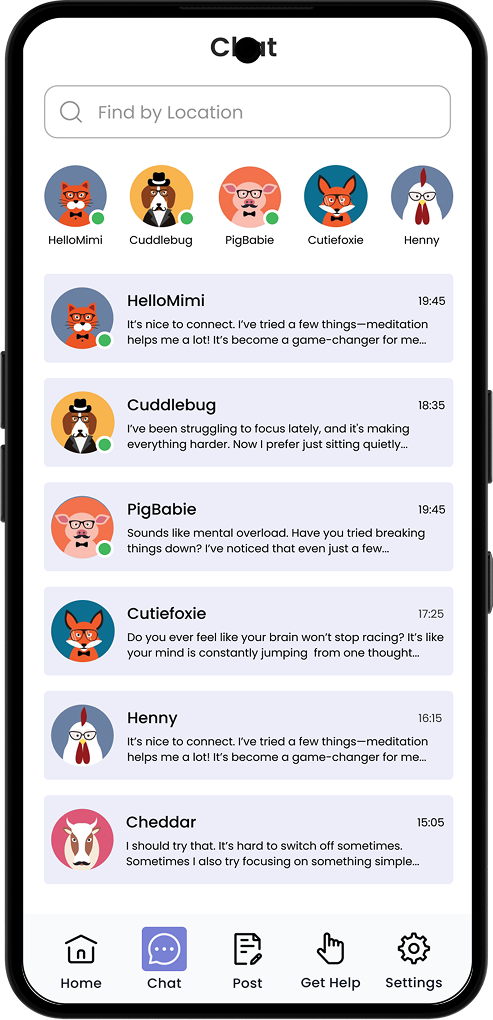 Chat
Find by Location
HelloMimi Cuddlebug PigBabie Cutiefoxie Henny
HelloMimi 19:45
It's nice to connect. I've tried a few things—meditation
helps me a lot! It's become a game-changer for me...
Cuddlebug 18:35
I've been struggling to focus lately, and it's making
everything harder. Now I prefer just sitting quietly...
PigBabie 19:45
Sounds like mental overload. Have you tried breaking
things down? I've noticed that even just a few...
Cutiefoxie 17:25
Do you ever feel like your brain won't stop racing? It's like
your mind is constantly jumping  from one thought...
Henny 16:15
It's nice to connect. I've tried a few things—meditation
helps me a lot! It's become a game-changer for me...
Cheddar 15:05
I should try that. It's hard to switch off sometimes.
Sometimes I also try focusing on something simple...
Home Chat Post Get Help Settings